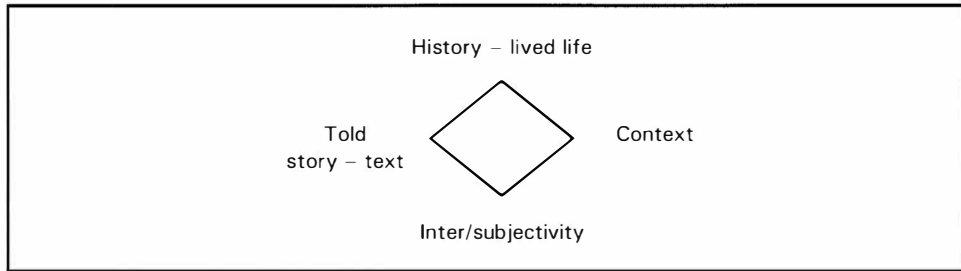 History – lived life
Told
story – text
Context
Inter/subjectivity